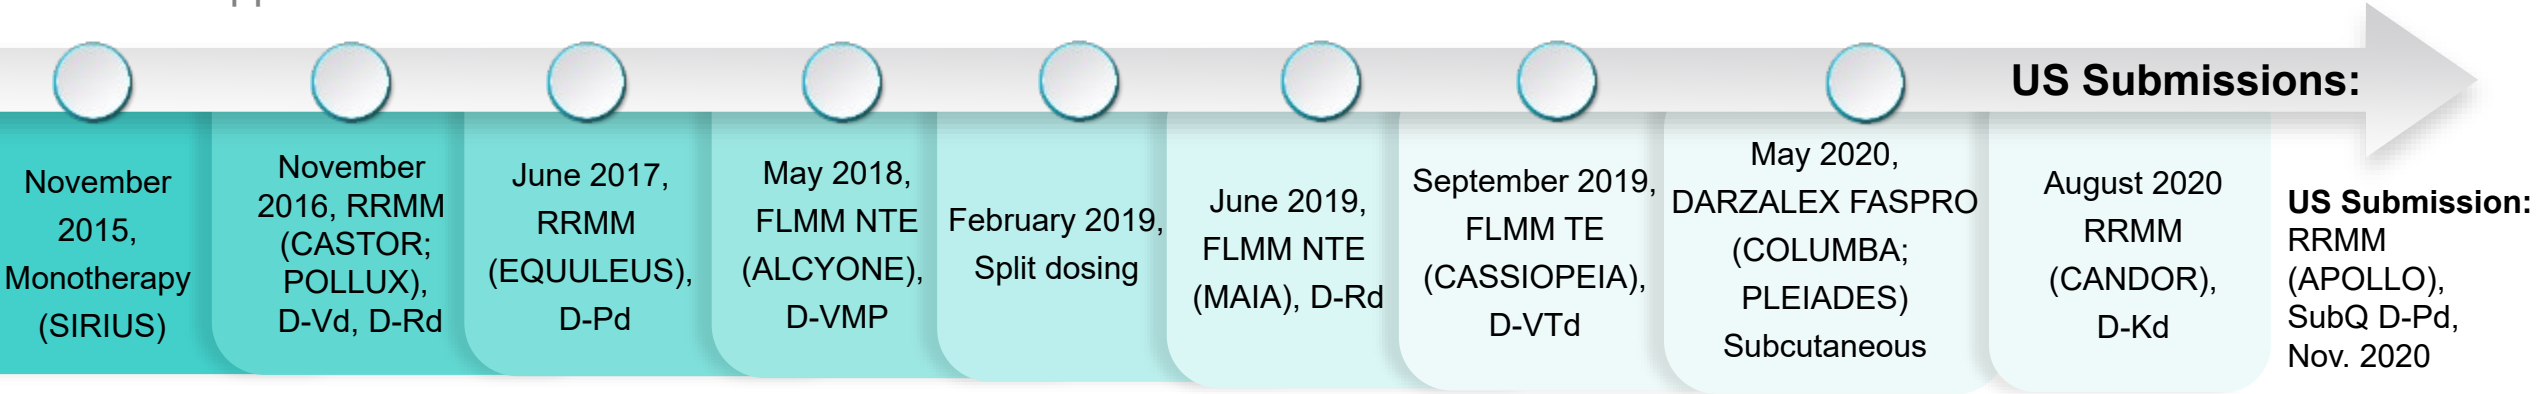 US Submissions:
November
2015,
Monotherapy
(SIRIUS)
November
2016, RRMM
(CASTOR;
POLLUX),
D-Vd, D-Rd
June 2017,
RRMM
(EQUULEUS),
D-Pd
May 2018,
FLMM NTE
(ALCYONE),
D-VMP
February 2019,
Split dosing
June 2019,
FLMM NTE
(MAIA), D-Rd
September 2019,
FLMM TE
(CASSIOPEIA),
D-VTd
May 2020,
DARZALEX FASPRO
(COLUMBA;
PLEIADES)
Subcutaneous
August 2020
RRMM
(CANDOR),
D-Kd
US Submission:
RRMM
(APOLLO),
SubQ D-Pd,
Nov. 2020